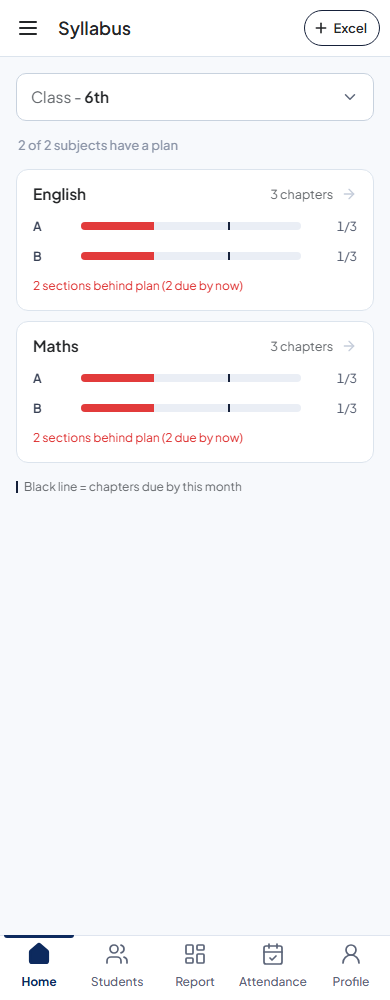 Syllabus
Excel
Class - 6th
2 of 2 subjects have a plan
English 3 chapters
A 1/3
B 1/3
2 sections behind plan (2 due by now)
Maths 3 chapters
A 1/3
B 1/3
2 sections behind plan (2 due by now)
Black line = chapters due by this month
Home Students Report Attendance Profile